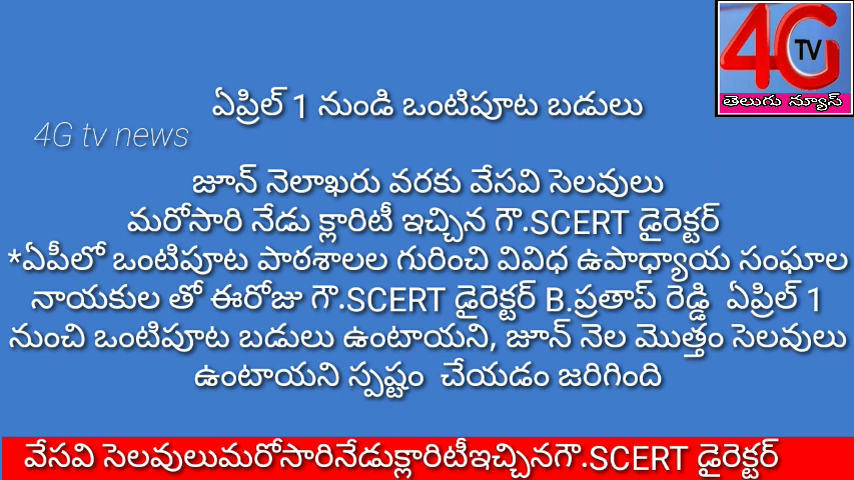 4G
TV
తెలుగు న్యూస్
ఏప్రిల్ 1 నుండి ఒంటిపూట బడులు
4G tv news
జూన్ నెలాఖరు వరకు వేసవి సెలవులు
మరోసారి నేడు క్లారిటీ ఇచ్చిన గౌ.SCERT డైరెక్టర్
*ఏపీలో ఒంటిపూట పాఠశాలల గురించి వివిధ ఉపాధ్యాయ సంఘాల
నాయకుల తో ఈరోజు గౌ.SCERT డైరెక్టర్ B.ప్రతాప్ రెడ్డి ఏప్రిల్ 1
నుంచి ఒంటిపూట బడులు ఉంటాయని, జూన్ నెల మొత్తం సెలవులు
ఉంటాయని స్పష్టం చేయడం జరిగింది
వేసవి సెలవులుమరోసారినేడుక్లారిటీఇచ్చినగౌ.SCERT డైరెక్టర్